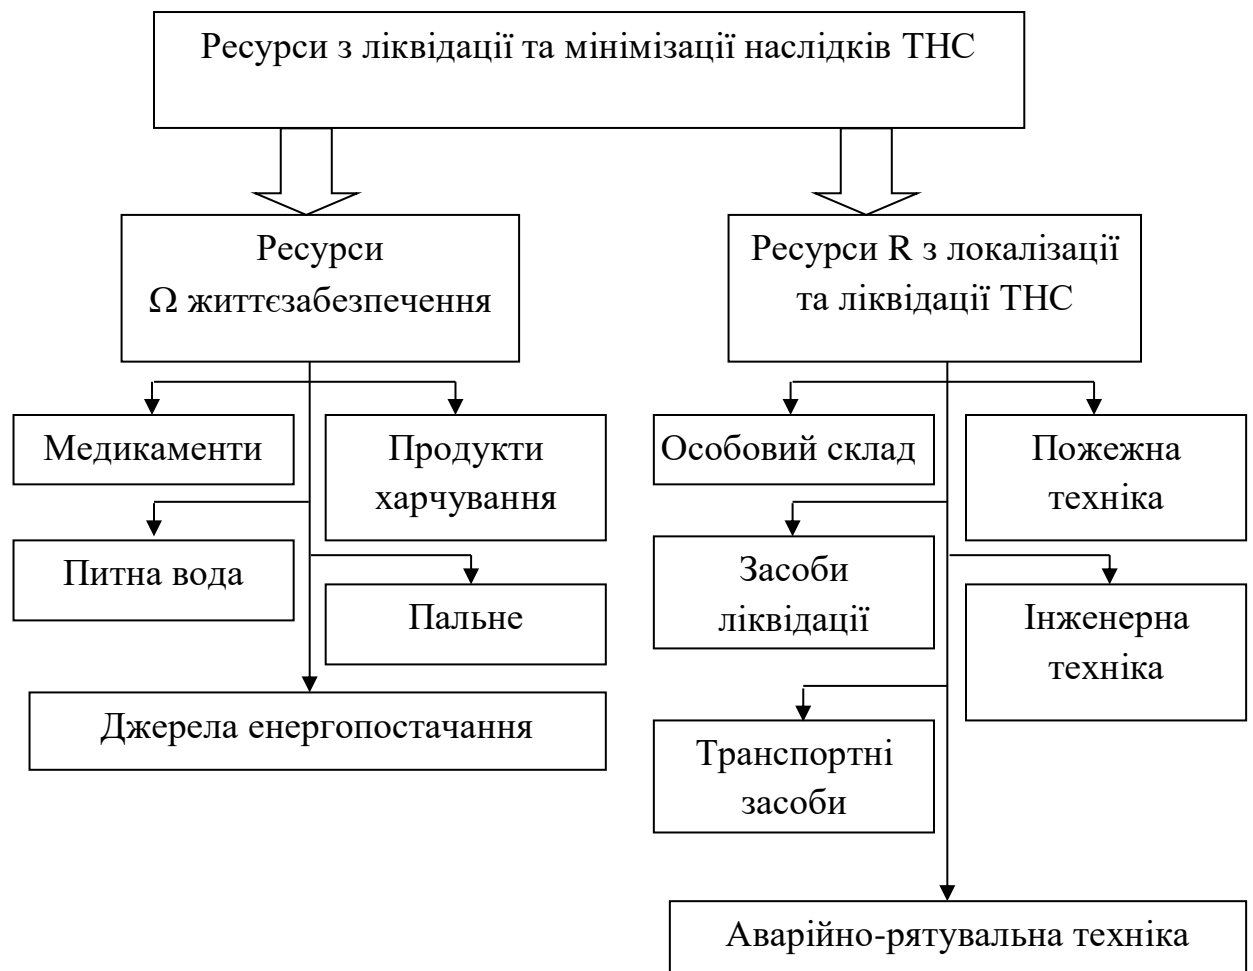 Ресурси з ліквідації та мінімізації наслідків ТНС
Ресурси
Ω життєзабезпечення
Ресурси R з локалізації
та ліквідації ТНС
Медикаменти
Продукти
харчування
Питна вода
Пальне
Джерела енергопостачання
Особовий склад
Пожежна
техніка
Засоби
ліквідації
Інженерна
техніка
Транспортні
засоби
Аварійно-рятувальна техніка